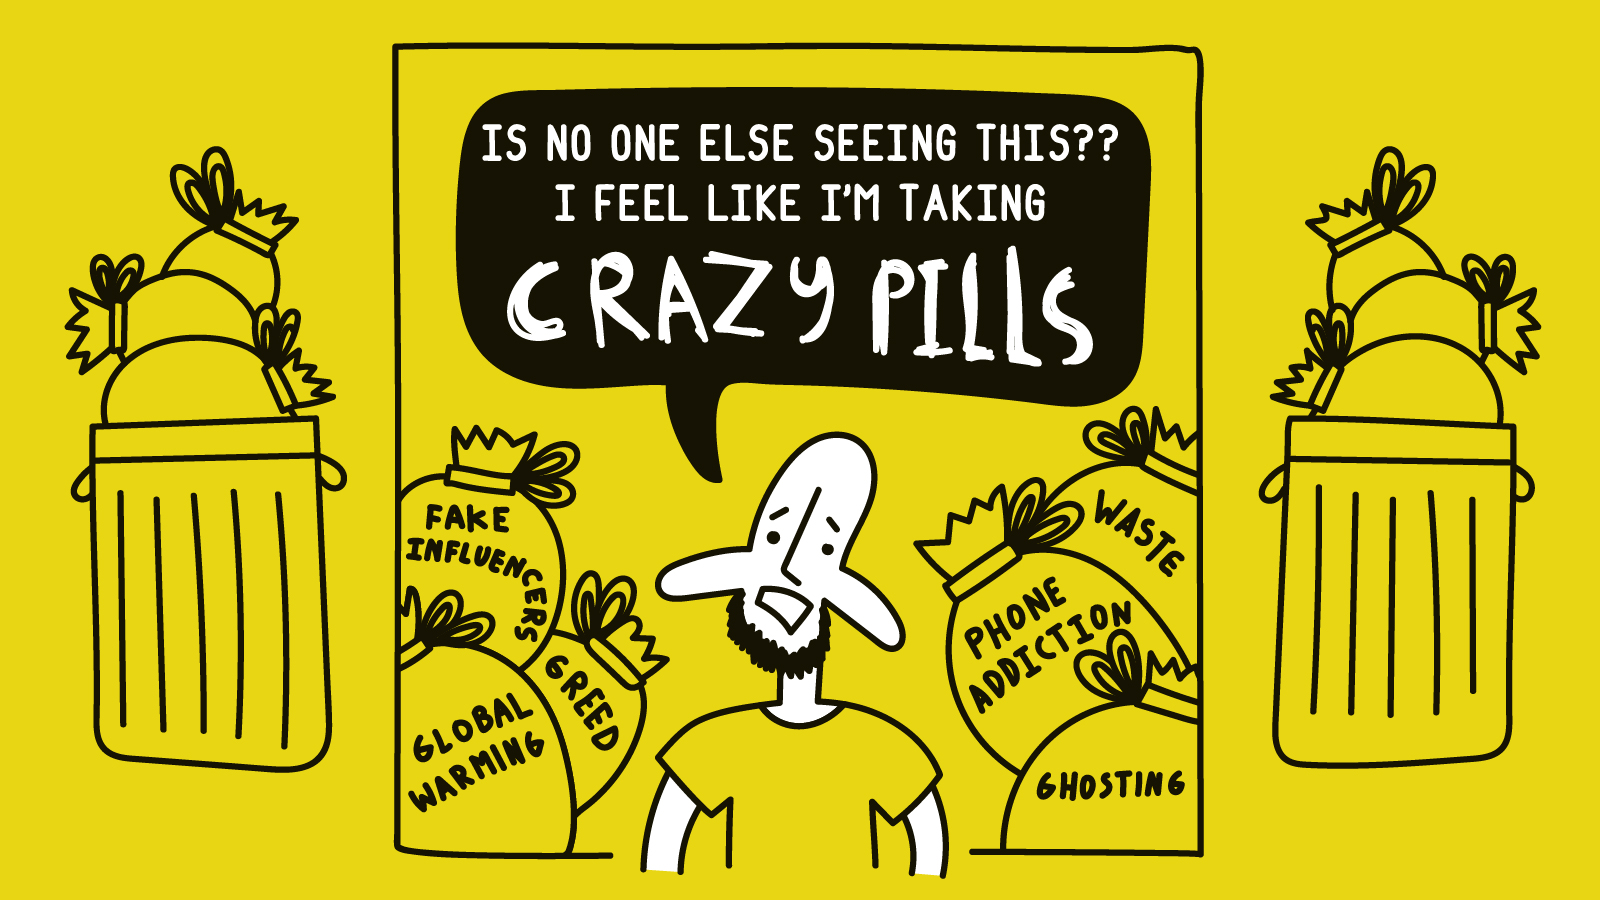 IS NO ONE ELSE SEEING THIS??
I FEEL LIKE I'M TAKING
CRAZY PILLS
FAKE
INFLUENCERS
GREED
GLOBAL
WARMING
WASTE
PHONE
ADDICTION
GHOSTING